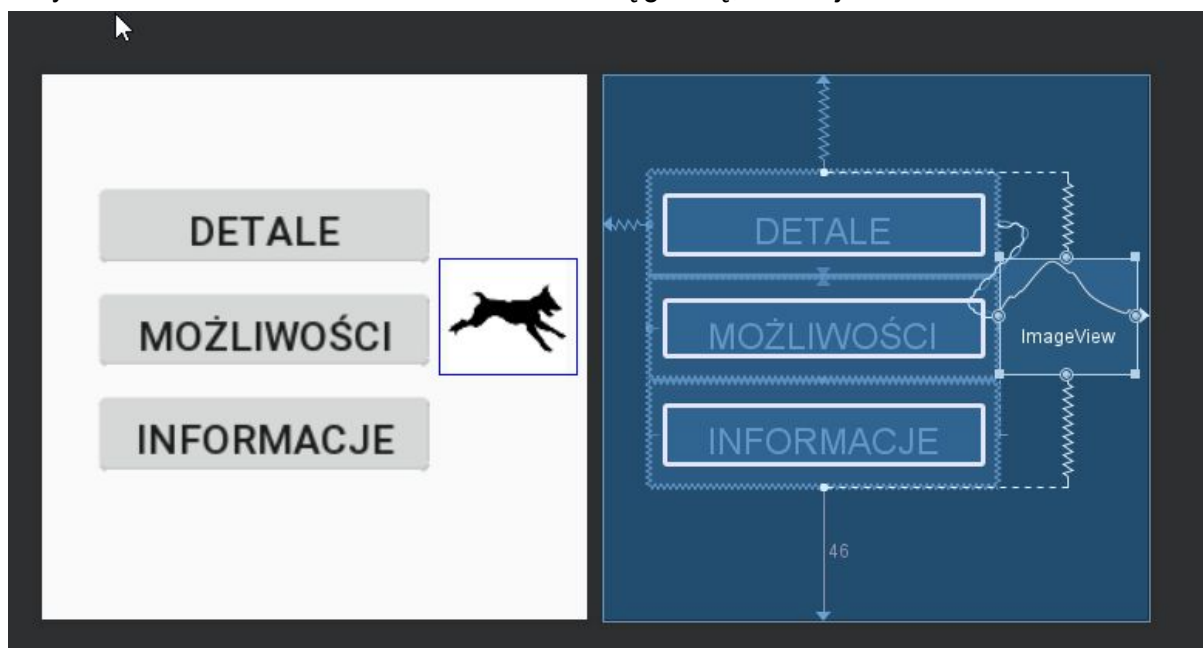 DETALE
MOŻLIWOŚCI
INFORMACJE
DETALE
MOŻLIWOŚCI
ImageView
INFORMACJE
46